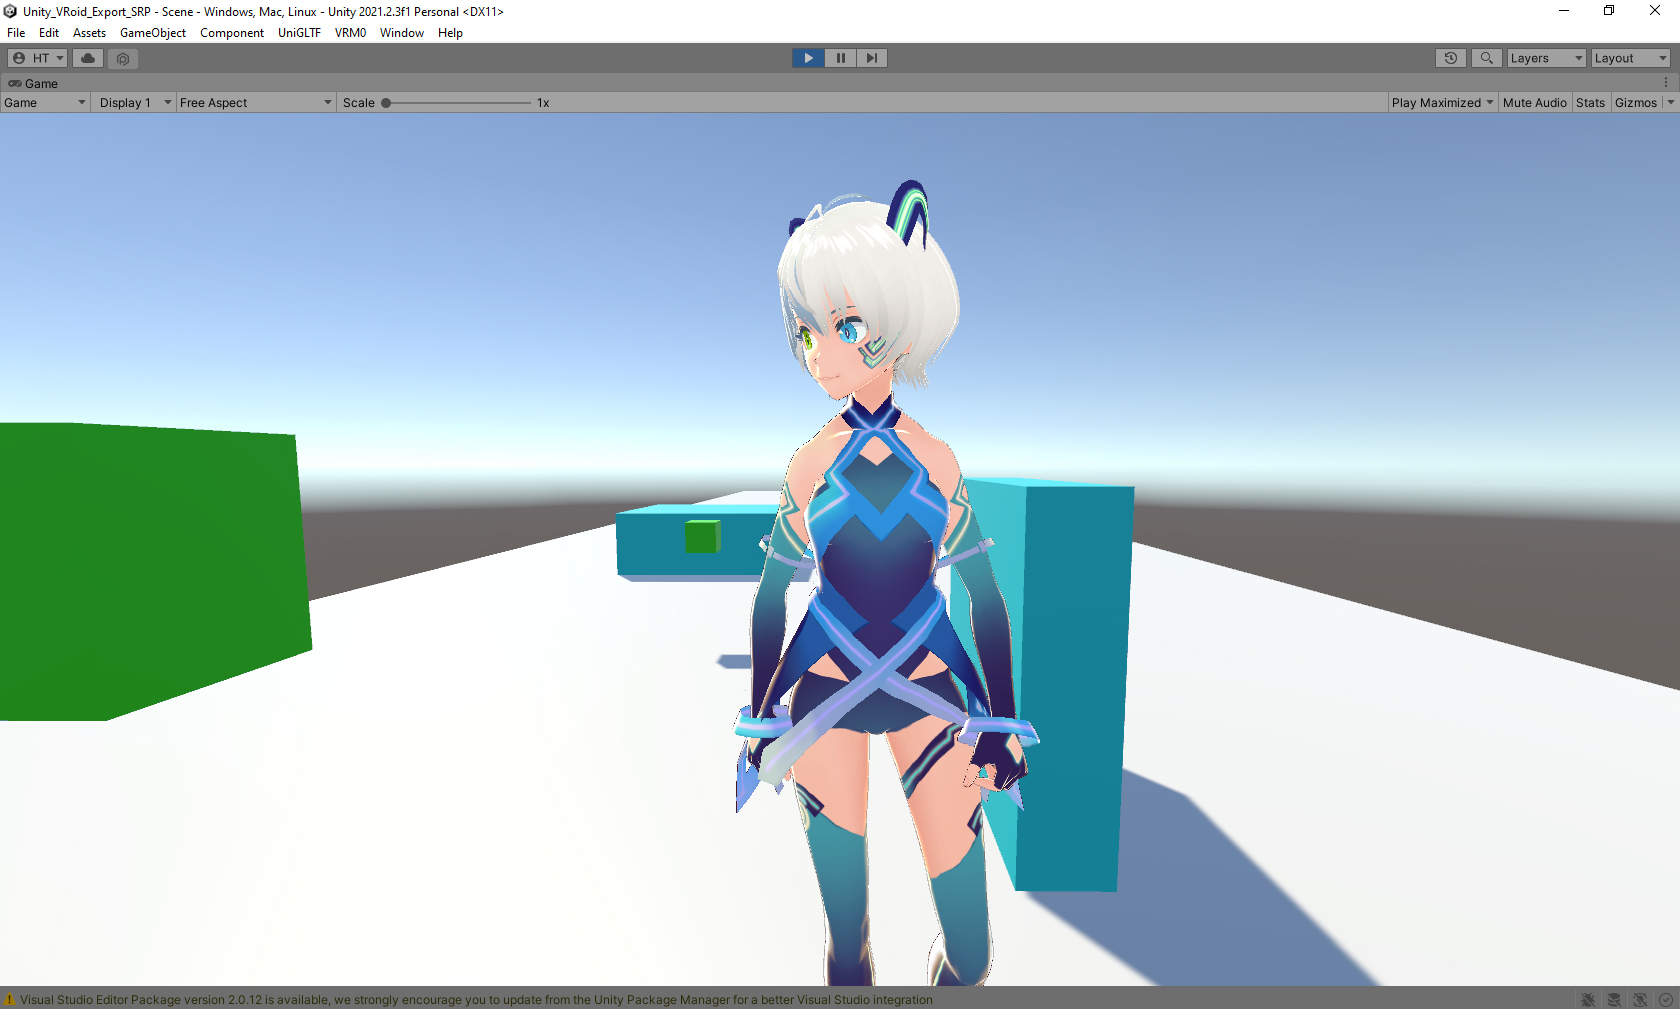 Unity_VRoid_Export_SRP - Scene - Windows, Mac, Linux - Unity 2021.2.3f1 Personal <DX11>
File Edit Assets GameObject Component UniGLTF VRM0 Window Help
HT Layers Layout
Game
Game Display 1 Free Aspect Scale 1x Play Maximized Mute Audio Stats Gizmos
Visual Studio Editor Package version 2.0.12 is available, we strongly encourage you to update from the Unity Package Manager for a better Visual Studio integration